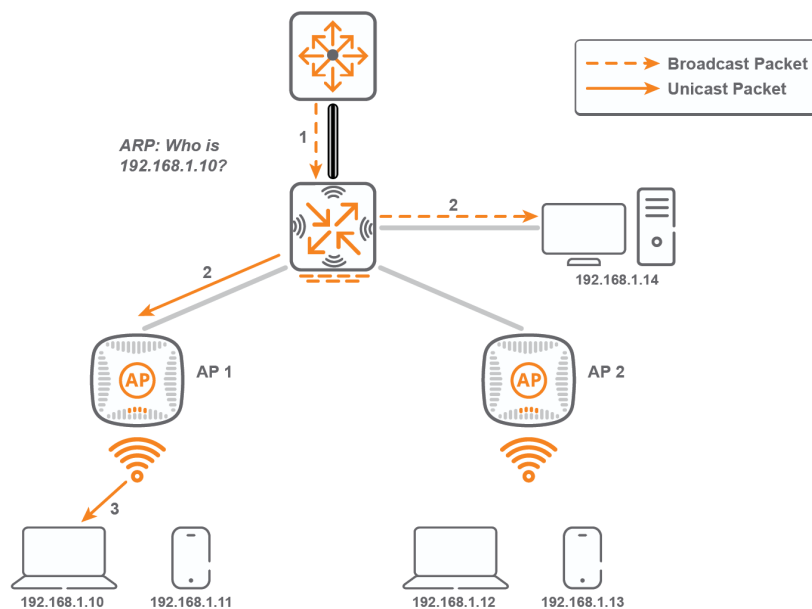 Broadcast Packet
Unicast Packet
1
ARP: Who is
192.168.1.10?
2
192.168.1.14
2
AP 1
AP
AP
AP 2
3
192.168.1.10
192.168.1.11
192.168.1.12
192.168.1.13